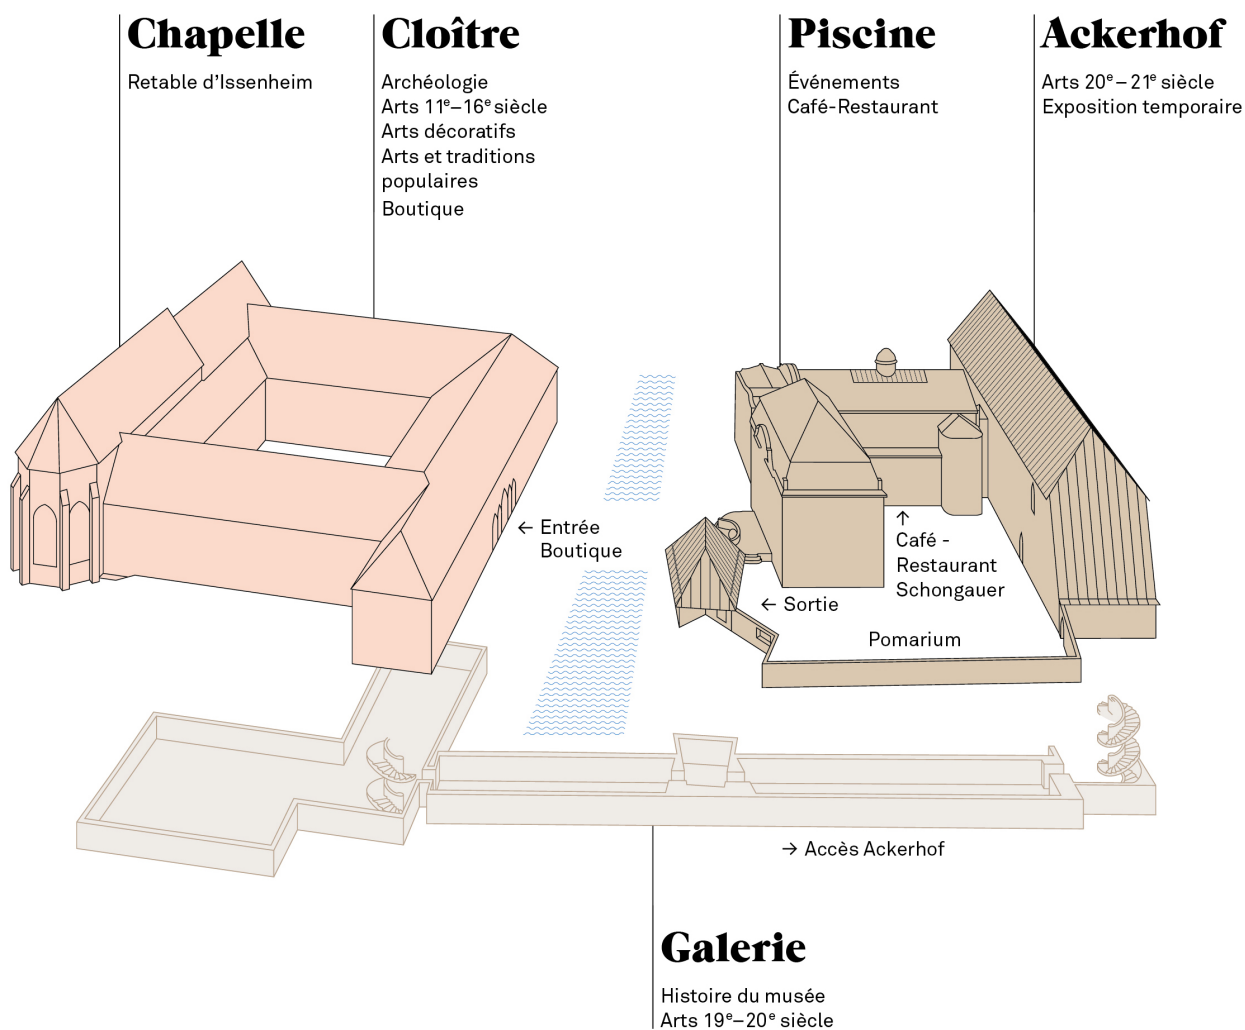 Chapelle
Retable d’Issenheim
Cloître
Archéologie
Arts 11ᵉ–16ᵉ siècle
Arts décoratifs
Arts et traditions
populaires
Boutique
Piscine
Événements
Café-Restaurant
Ackerhof
Arts 20ᵉ – 21ᵉ siècle
Exposition temporaire
← Entrée
Boutique
↑
Café -
Restaurant
Schongauer
← Sortie
Pomarium
→ Accès Ackerhof
Galerie
Histoire du musée
Arts 19ᵉ–20ᵉ siècle